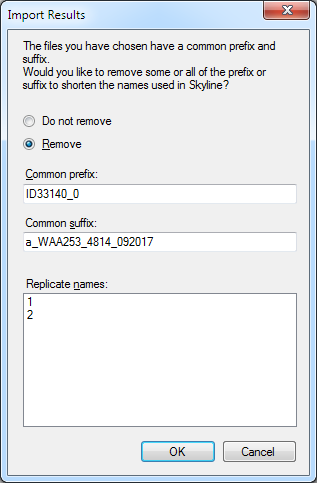 Import Results
The files you have chosen have a common prefix and
suffix.
Would you like to remove some or all of the prefix or
suffix to shorten the names used in Skyline?
Do not remove
Remove
Common prefix:
ID33140_0
Common suffix:
a_WAA253_4814_092017
Replicate names:
1
2
OK
Cancel